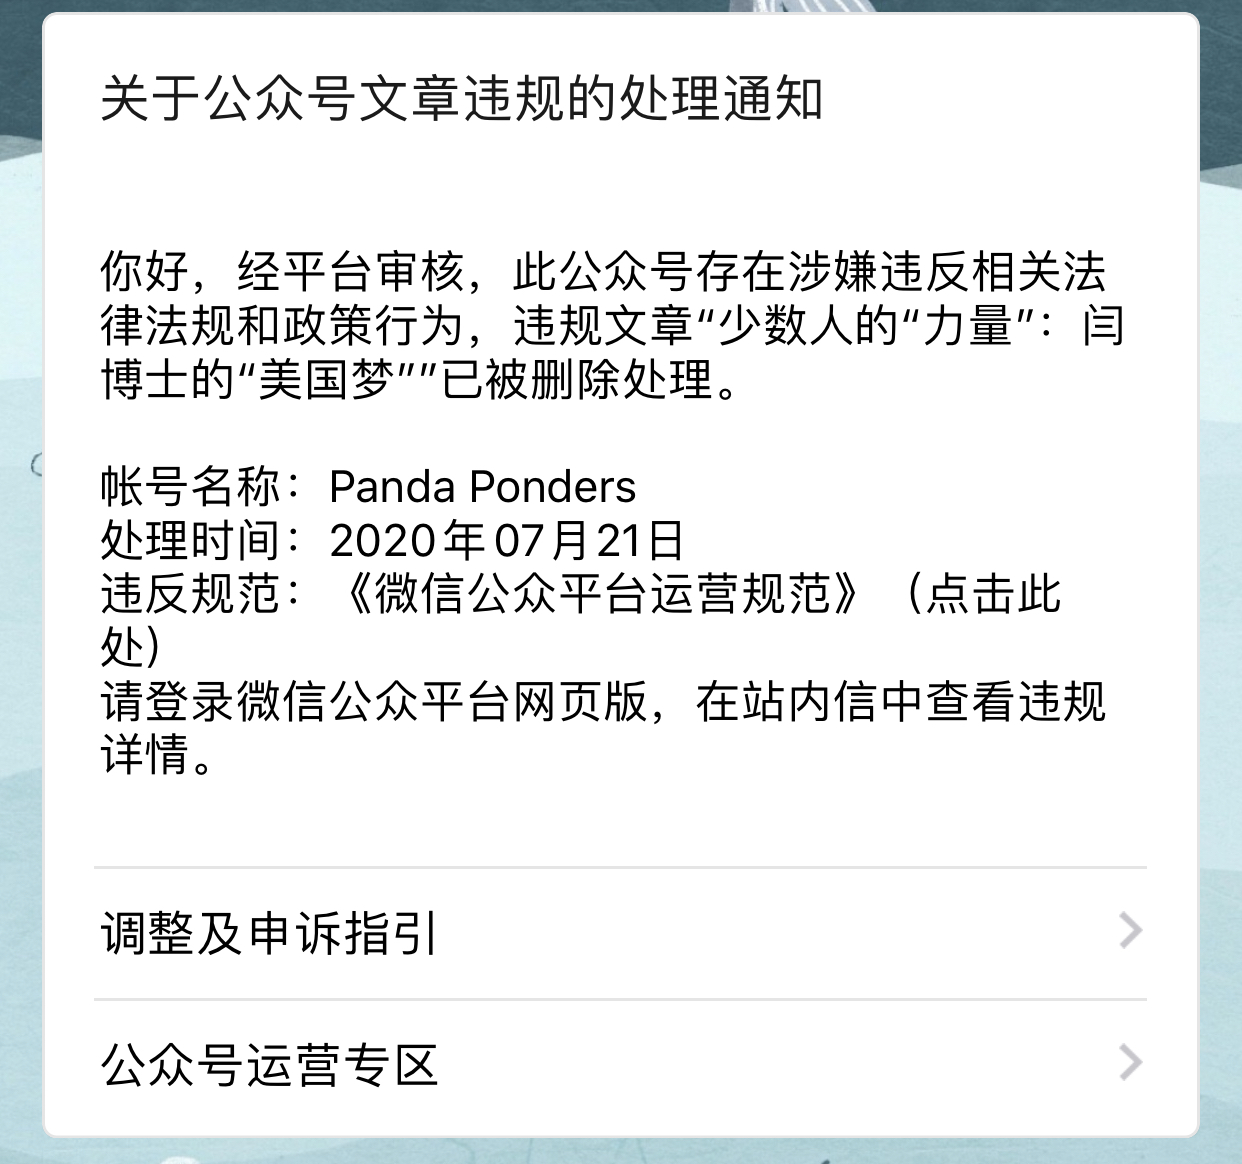 关于公众号文章违规的处理通知
你好，经平台审核，此公众号存在涉嫌违反相关法
律法规和政策行为，违规文章“少数人的“力量”：闫
博士的“美国梦””已被删除处理。
帐号名称：Panda Ponders
处理时间：2020年07月21日
违反规范：《微信公众平台运营规范》（点击此
处)
请登录微信公众平台网页版，在站内信中查看违规
详情。
调整及申诉指引
公众号运营专区